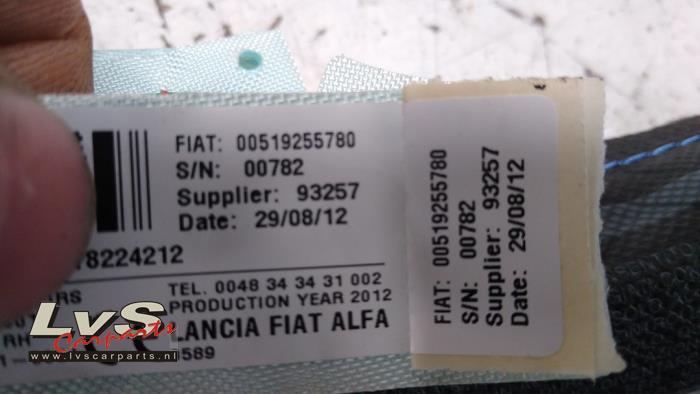 FIAT: 00519255780
S/N: 00782
Supplier: 93257
Date: 29/08/12
78224212
TEL. 0048 34 34 31 002
PRODUCTION YEAR 2012
LANCIA FIAT ALFA
589
RH
FIAT: 00519255780
S/N: 00782
Supplier: 93257
Date: 29/08/12
LvS
Carparts
www.lvscarparts.nl